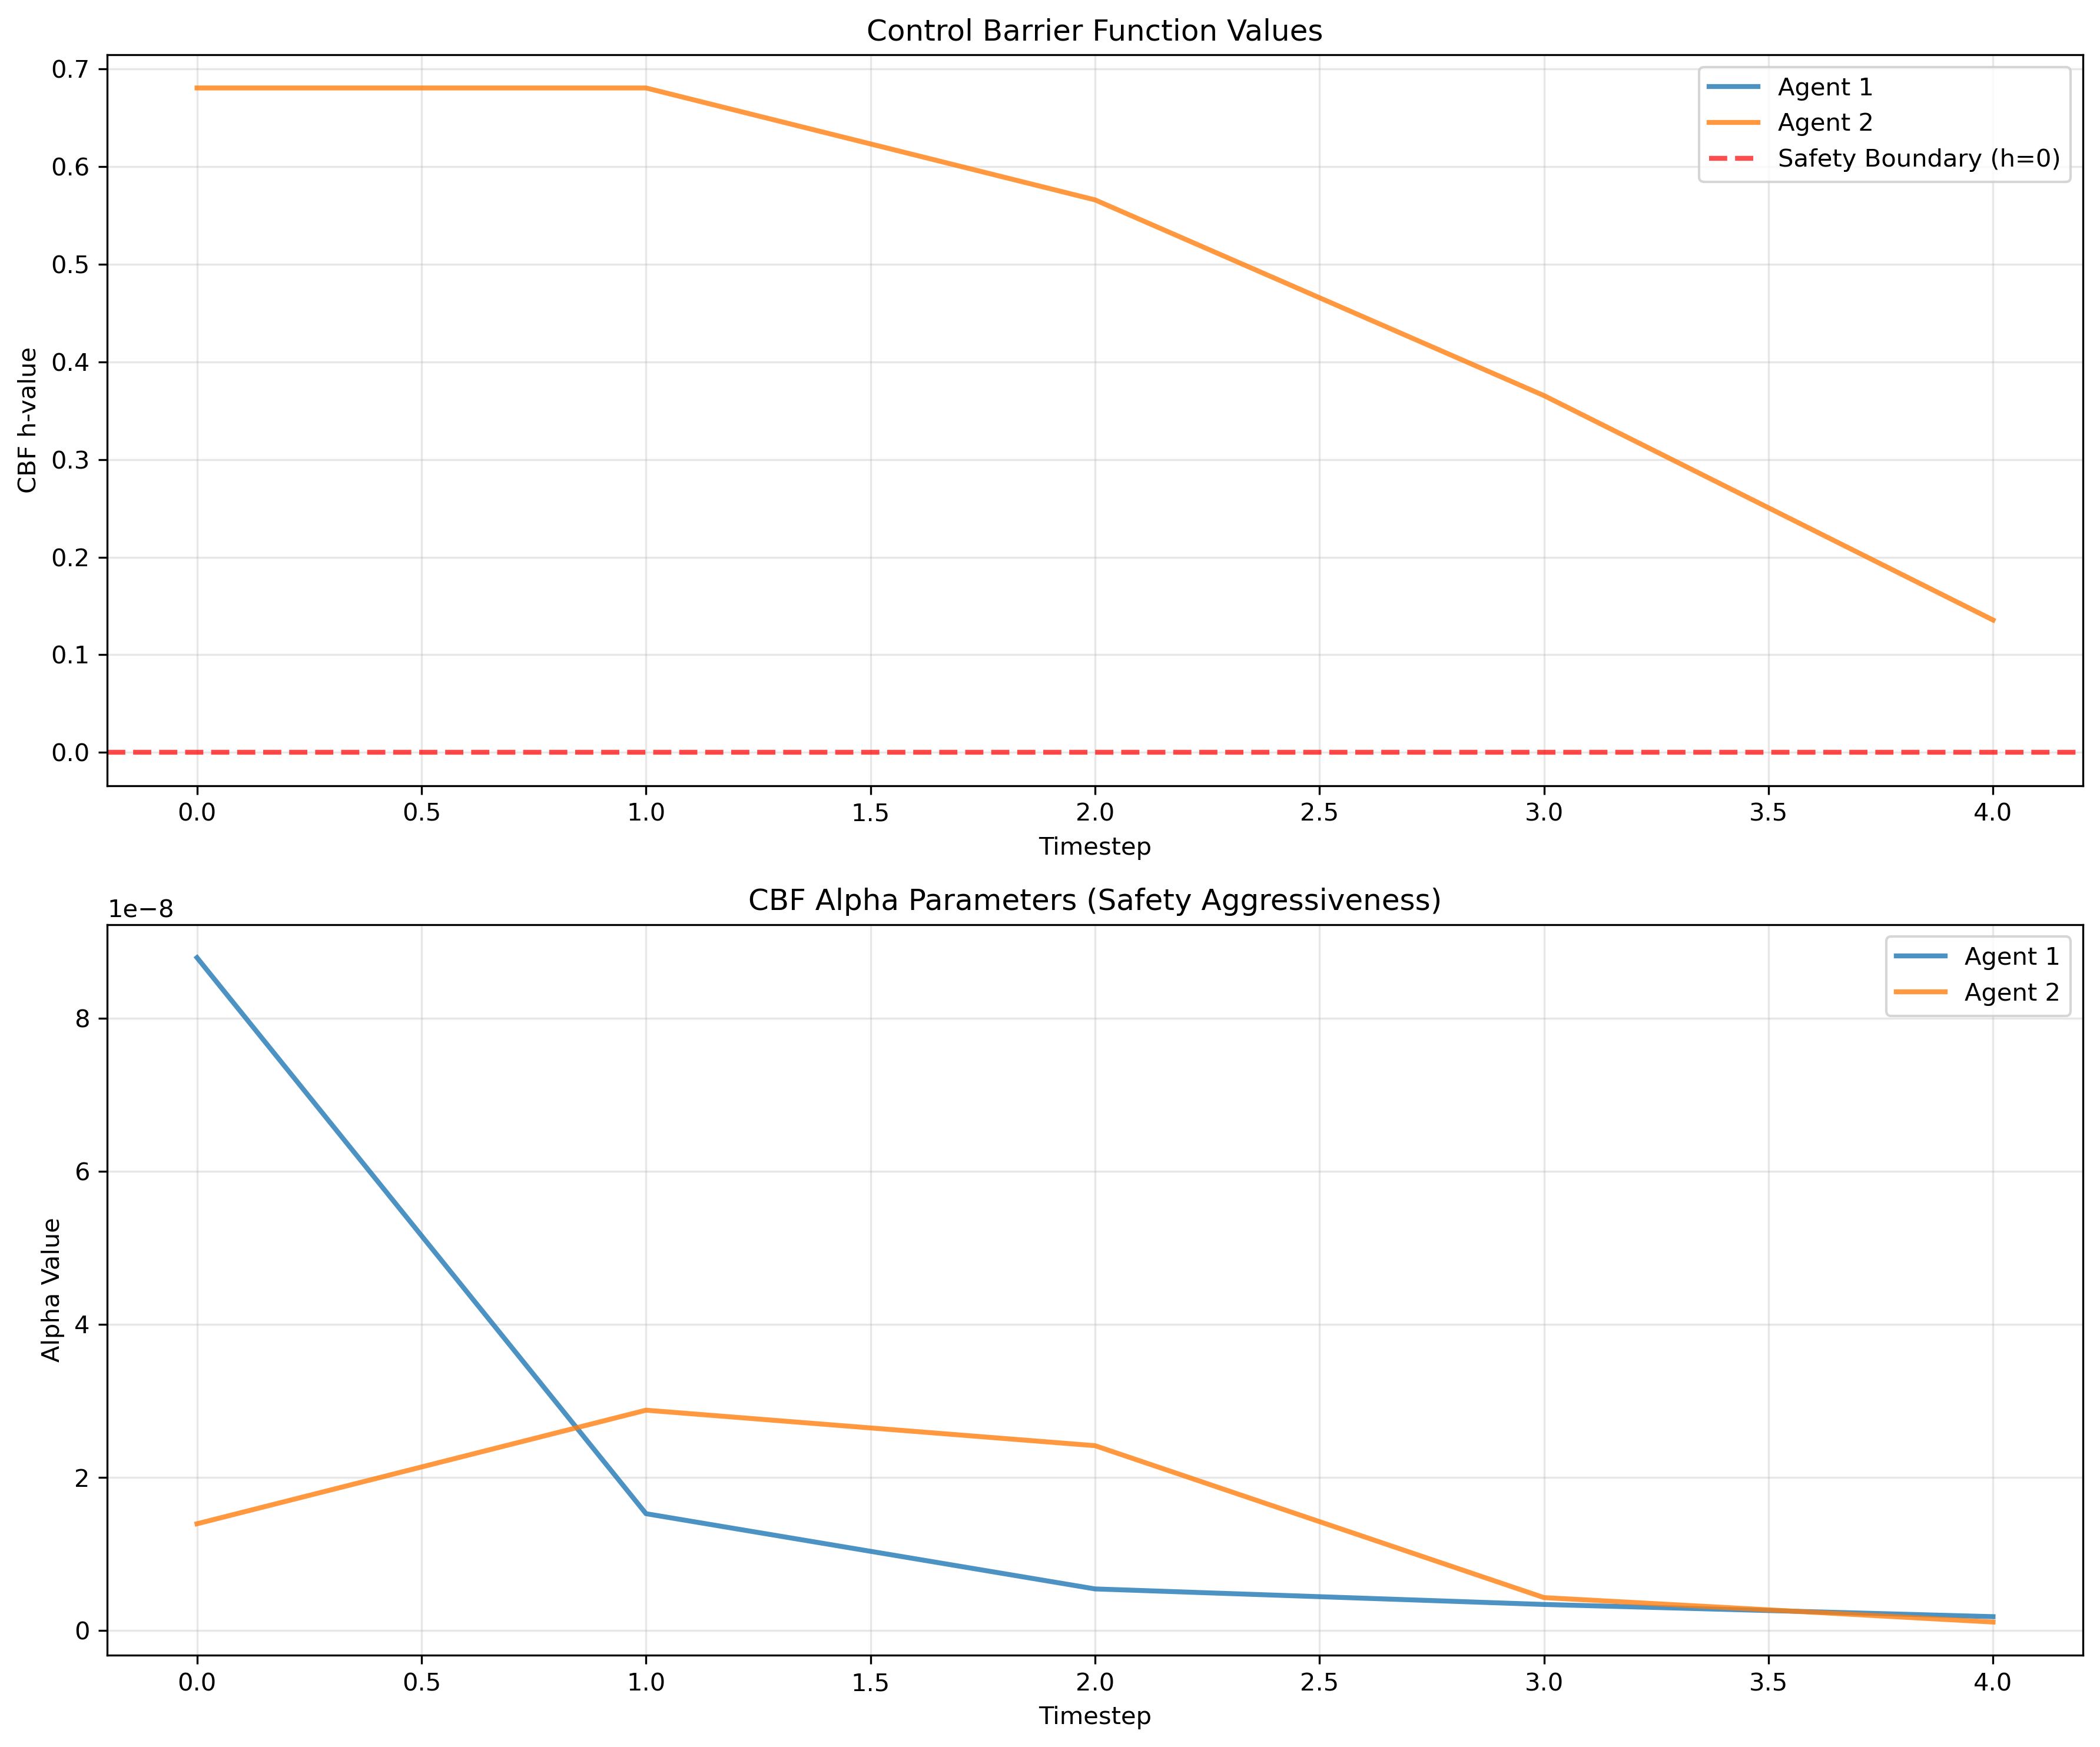 Control Barrier Function Values
0.7
0.6
0.5
0.4
0.3
0.2
0.1
0.0
CBF h-value
Agent 1
Agent 2
Safety Boundary (h=0)
0.0 0.5 1.0 1.5 2.0 2.5 3.0 3.5 4.0
Timestep
CBF Alpha Parameters (Safety Aggressiveness)
1e−8
8
6
4
2
0
Alpha Value
Agent 1
Agent 2
0.0 0.5 1.0 1.5 2.0 2.5 3.0 3.5 4.0
Timestep